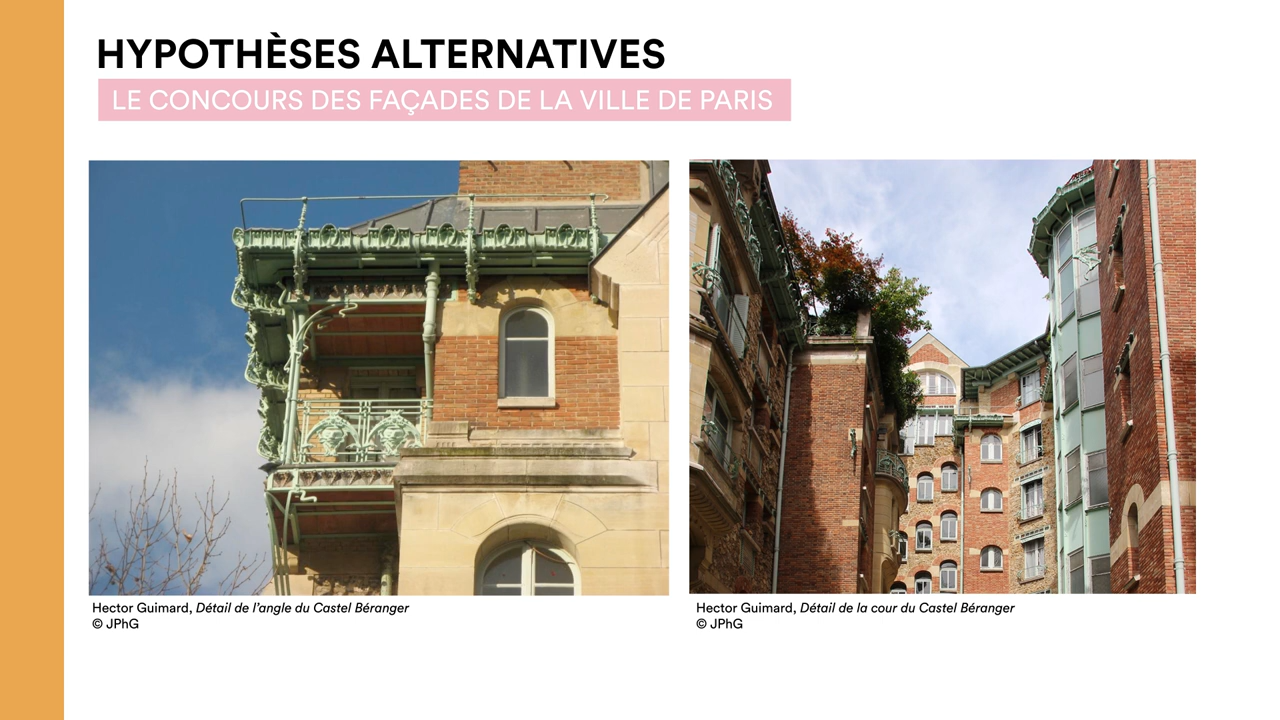 HYPOTHÈSES ALTERNATIVES
LE CONCOURS DES FAÇADES DE LA VILLE DE PARIS
Hector Guimard, Détail de l’angle du Castel Béranger
© JPhG
Hector Guimard, Détail de la cour du Castel Béranger
© JPhG